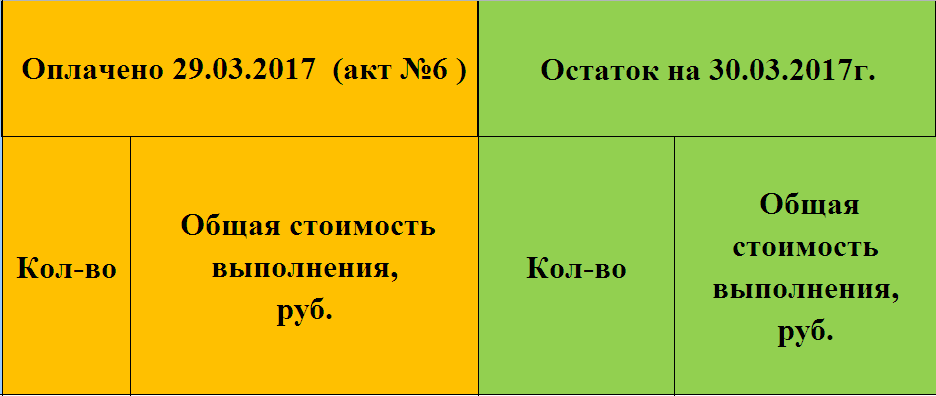 Оплачено 29.03.2017 (акт №6 )
Остаток на 30.03.2017г.
Кол-во
Общая стоимость
выполнения,
руб.
Кол-во
Общая
стоимость
выполнения,
руб.